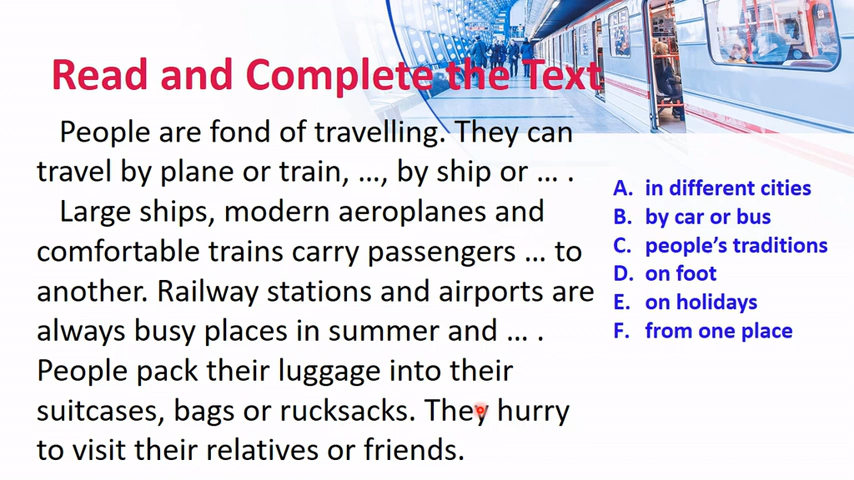 Read and Complete the Text
People are fond of travelling. They can
travel by plane or train, ..., by ship or ... .
Large ships, modern aeroplanes and
comfortable trains carry passengers ... to
another. Railway stations and airports are
always busy places in summer and ... .
People pack their luggage into their
suitcases, bags or rucksacks. They hurry
to visit their relatives or friends.
A. in different cities
B. by car or bus
C. people’s traditions
D. on foot
E. on holidays
F. from one place